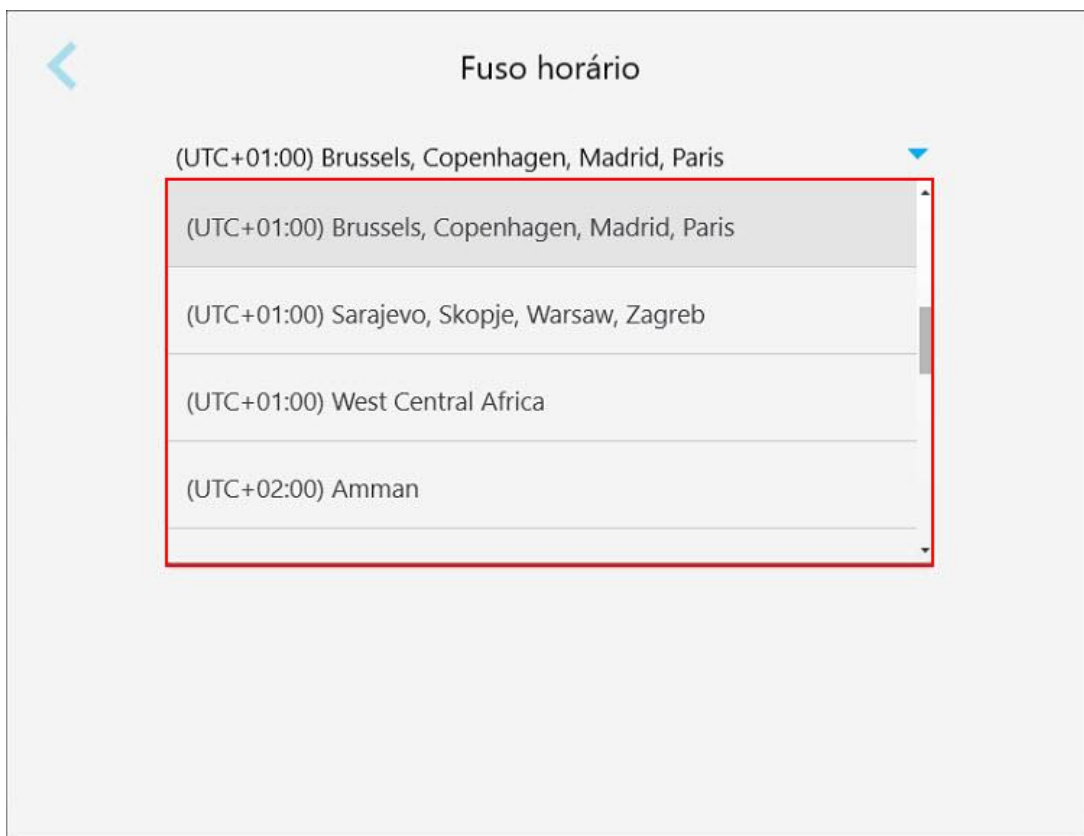 Fuso horário
(UTC+01:00) Brussels, Copenhagen, Madrid, Paris
(UTC+01:00) Brussels, Copenhagen, Madrid, Paris
(UTC+01:00) Sarajevo, Skopje, Warsaw, Zagreb
(UTC+01:00) West Central Africa
(UTC+02:00) Amman